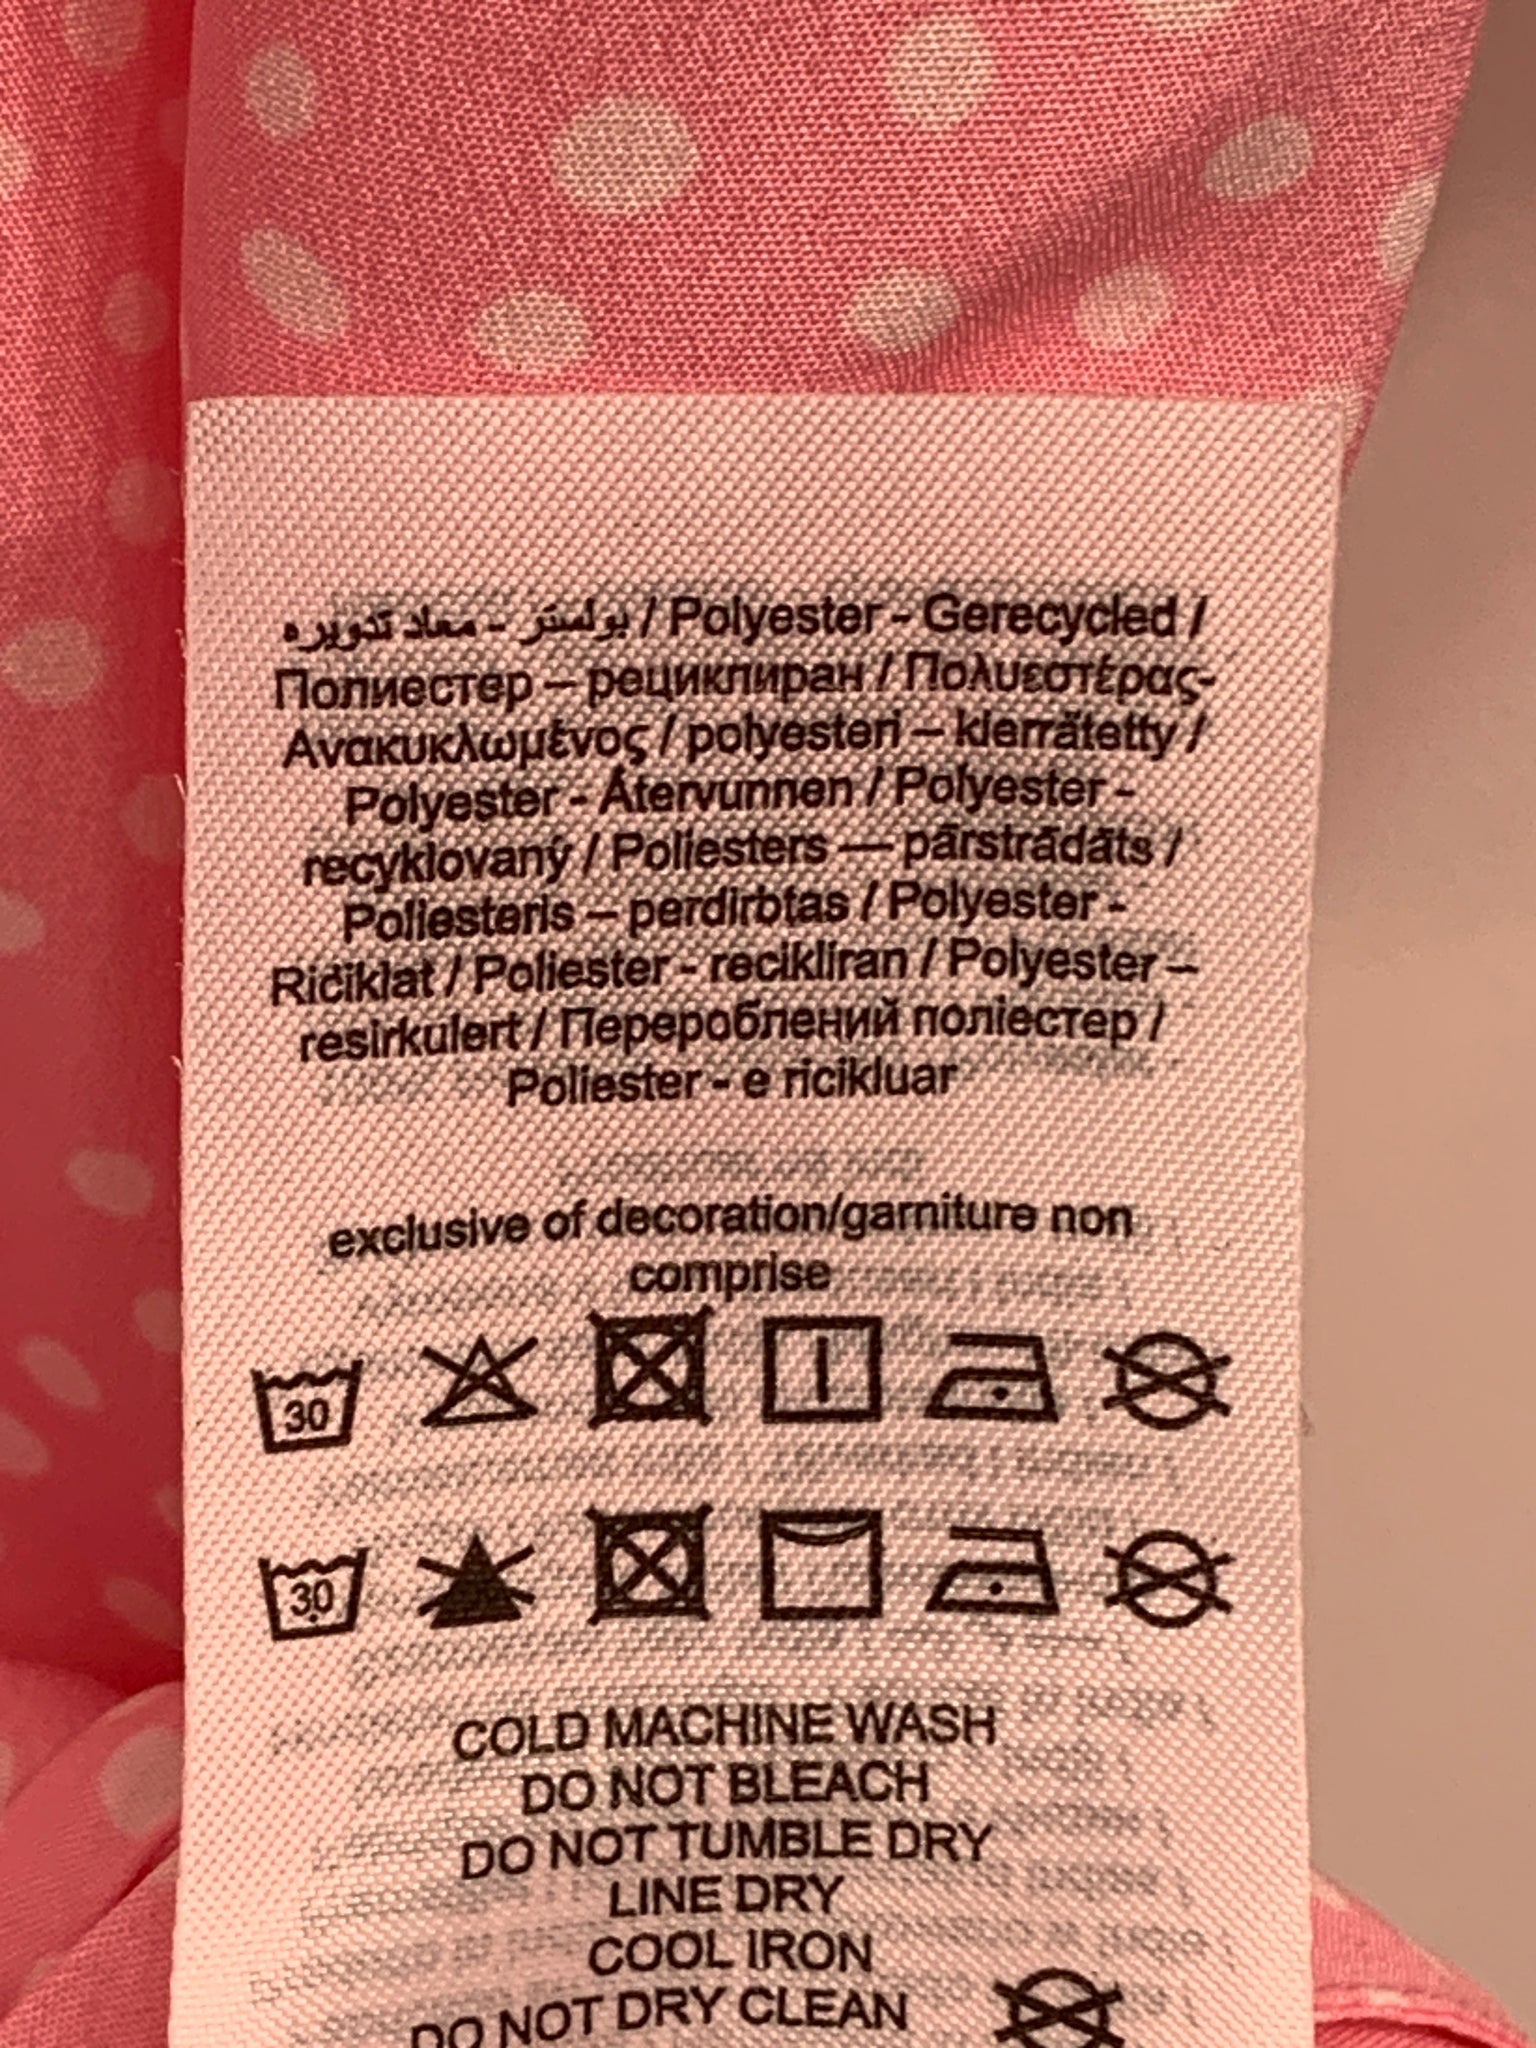 بولستر - معاد تدويره / Polyester - Gerecycled /
Полиестер – рециклиран / Πολυεστέρας-
Ανακυκλωμένος / polyesteri – kierrätetty /
Polyester - Återvunnen / Polyester -
recyklovaný / Poliesters — pārstrādāts /
Poliesteris – perdirbtas / Polyester -
Riciklat / Poliester - recikliran / Polyester –
resirkulert / Перероблений поліестер /
Poliester - e ricikluar
exclusive of decoration/garniture non
comprise
30
30
COLD MACHINE WASH
DO NOT BLEACH
DO NOT TUMBLE DRY
LINE DRY
COOL IRON
DO NOT DRY CLEAN